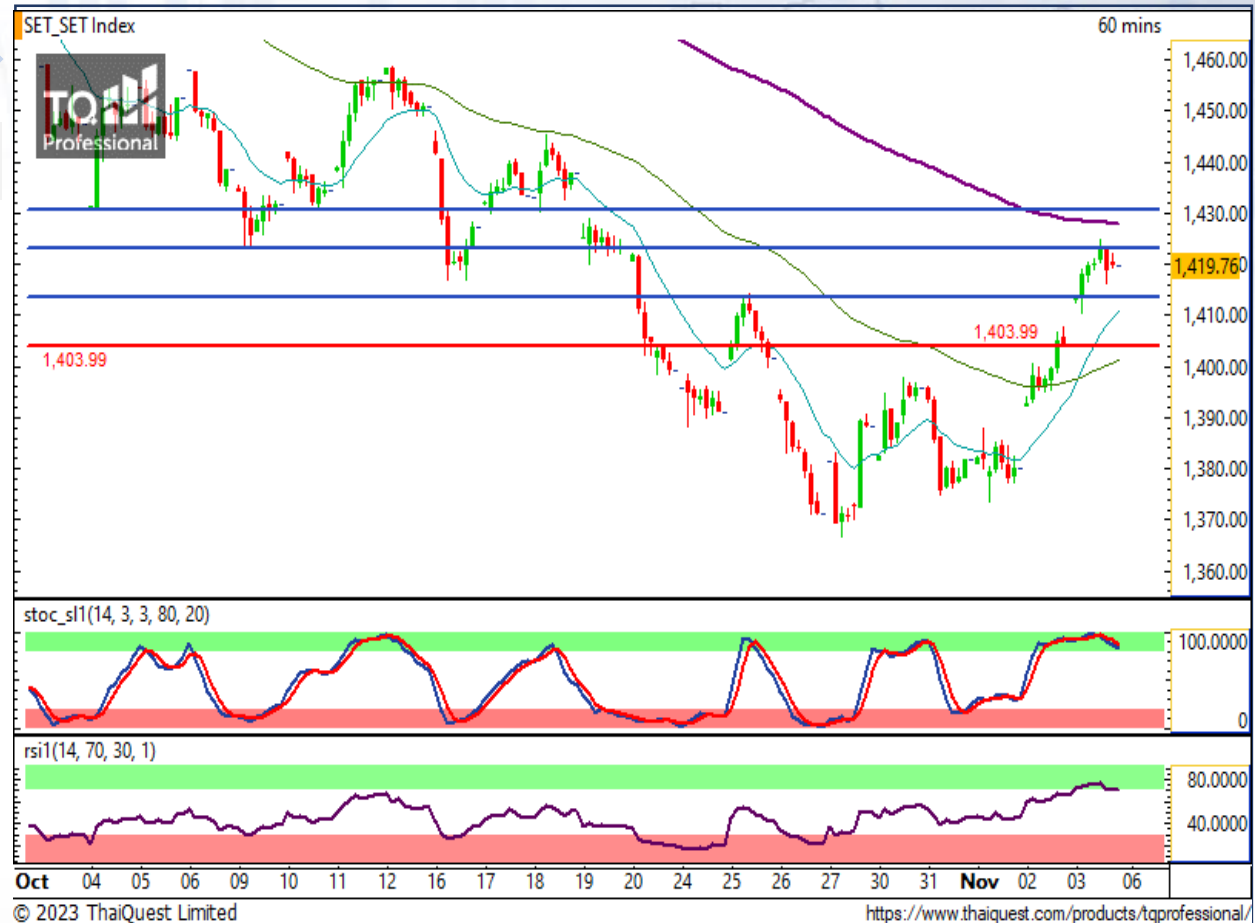 SET_SET Index 60 mins
TQ
Professional
1,460.00
1,450.00
1,440.00
1,430.00
1,419.76
1,410.00
1,403.99
1,403.99
1,400.00
1,390.00
1,380.00
1,370.00
1,360.00
stoc_sl1(14, 3, 3, 80, 20)
100.0000
0
rsi1(14, 70, 30, 1)
80.0000
40.0000
Oct 04 05 06 09 10 11 12 16 17 18 19 20 24 25 26 27 30 31 Nov 02 03 06
© 2023 ThaiQuest Limited https://www.thaiquest.com/products/tqprofessional/